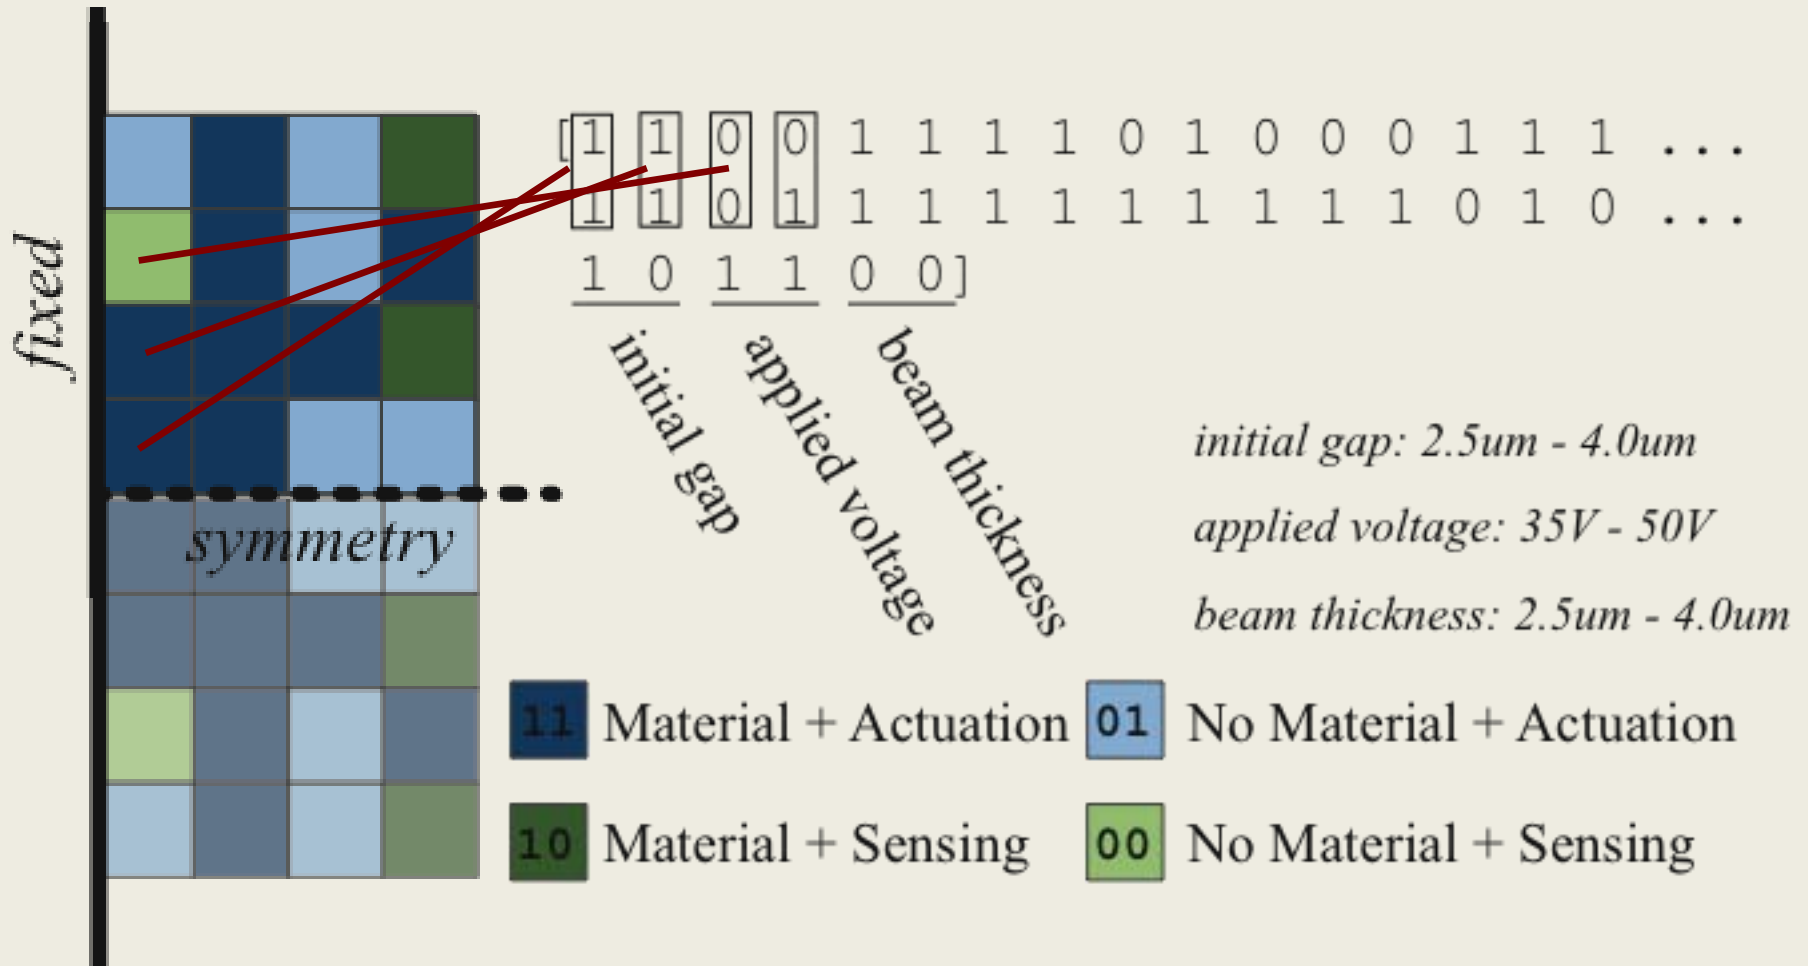 [1 1 0 0 1 1 1 1 0 1 0 0 0 1 1 1 ...
1 1 0 1 1 1 1 1 1 1 1 1 1 0 1 0 ...
1 0 1 1 0 0]
initial gap
applied voltage
beam thickness
fixed
symmetry
initial gap: 2.5um - 4.0um
applied voltage: 35V - 50V
beam thickness: 2.5um - 4.0um
11 Material + Actuation
01 No Material + Actuation
10 Material + Sensing
00 No Material + Sensing